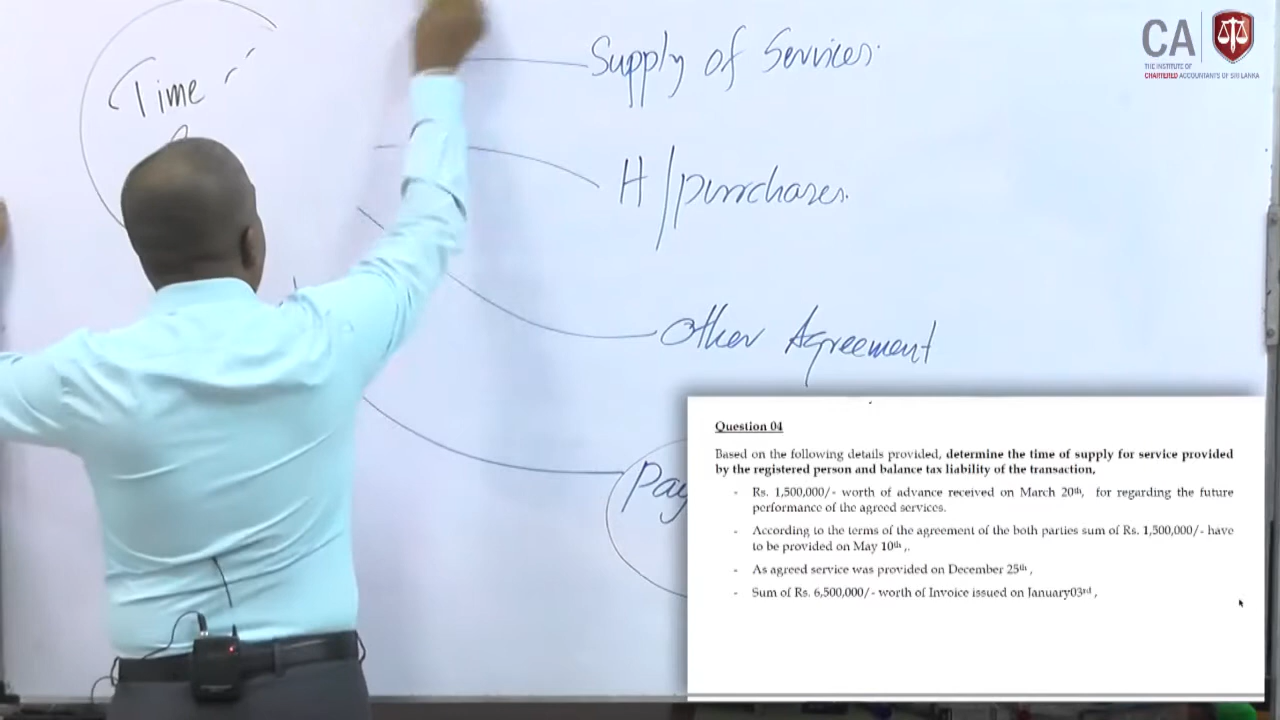 Time
Supply of Services.
H/purchases.
Other Agreement
Pay
CA
THE INSTITUTE OF
CHARTERED ACCOUNTANTS OF SRI LANKA
Question 04
Based on the following details provided, determine the time of supply for service provided
by the registered person and balance tax liability of the transaction,
- Rs. 1,500,000/- worth of advance received on March 20th, for regarding the future
performance of the agreed services.
- According to the terms of the agreement of the both parties sum of Rs. 1,500,000/- have
to be provided on May 10th ,.
- As agreed service was provided on December 25th ,
- Sum of Rs. 6,500,000/- worth of Invoice issued on January03rd ,